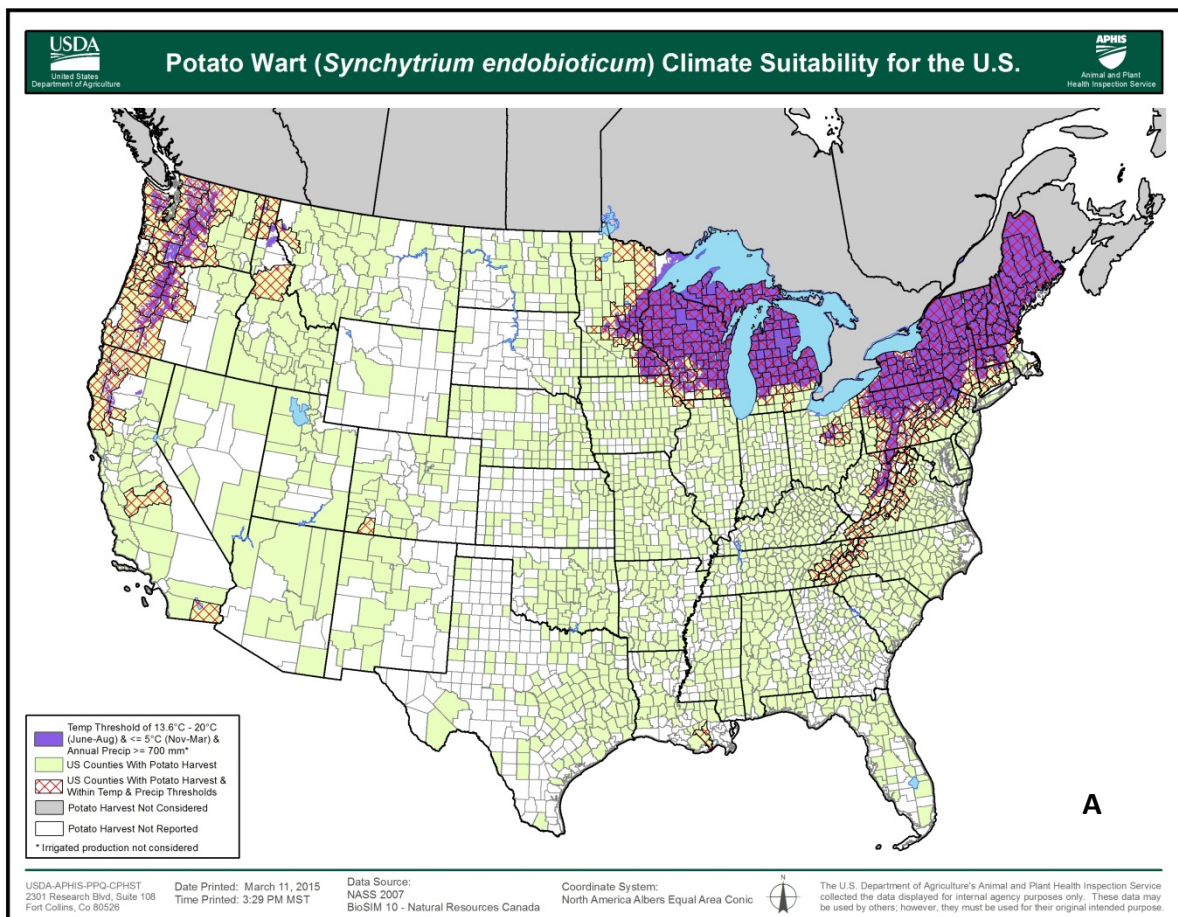 USDA
United States
Department of Agriculture
Potato Wart (Synchytrium endobioticum) Climate Suitability for the U.S.
APHIS
Animal and Plant
Health Inspection Service
Temp Threshold of 13.6°C - 20°C
(June-Aug) & <= 5°C (Nov-Mar) &
Annual Precip >= 700 mm*
US Counties With Potato Harvest
US Counties With Potato Harvest &
Within Temp & Precip Thresholds
Potato Harvest Not Considered
Potato Harvest Not Reported
* Irrigated production not considered
A
USDA-APHIS-PPQ-CPHST
2301 Research Blvd, Suite 108
Fort Collins, Co 80526
Date Printed: March 11, 2015
Time Printed: 3:29 PM MST
Data Source:
NASS 2007
BioSIM 10 - Natural Resources Canada
Coordinate System:
North America Albers Equal Area Conic
N
The U.S. Department of Agriculture's Animal and Plant Health Inspection Service
collected the data displayed for internal agency purposes only. These data may
be used by others; however, they must be used for their original intended purpose.